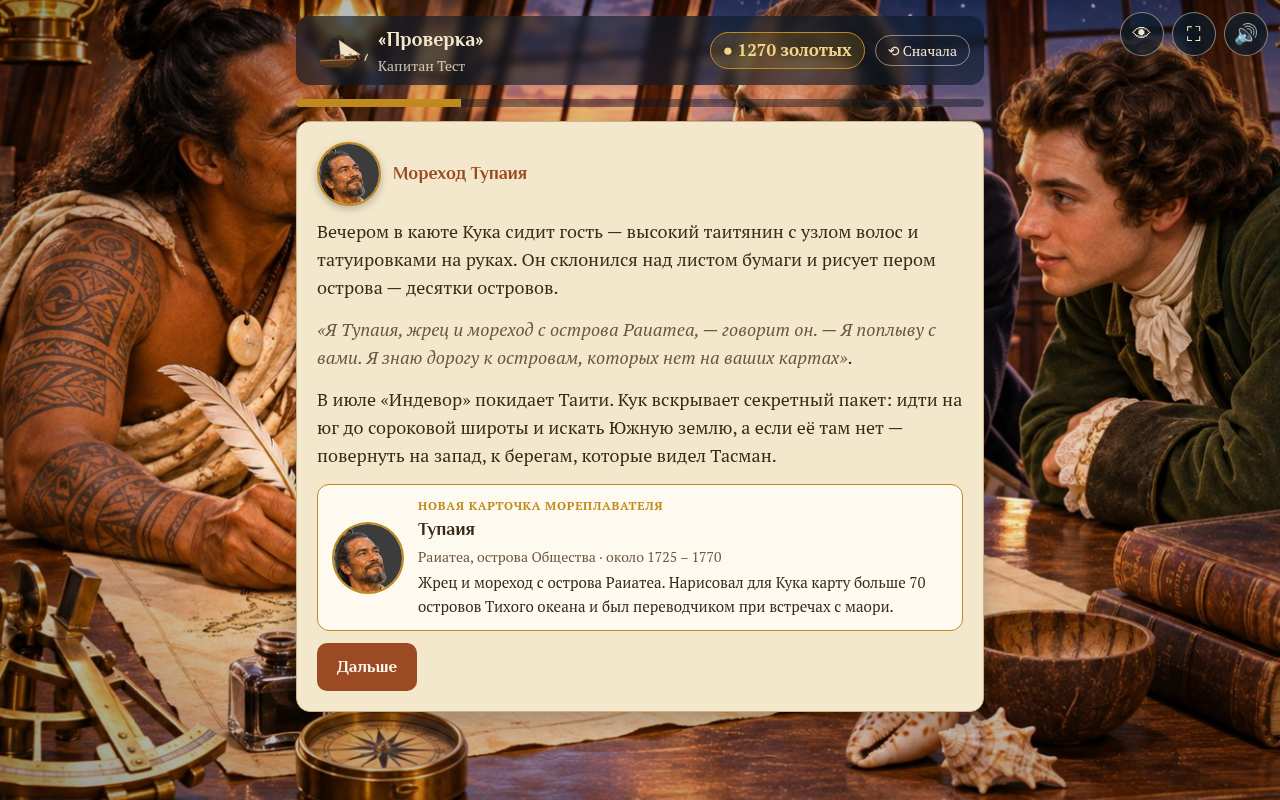 «Проверка»
Капитан Тест
● 1270 золотых
⟲ Сначала
Мореход Тупаия
Вечером в каюте Кука сидит гость — высокий таитянин с узлом волос и
татуировками на руках. Он склонился над листом бумаги и рисует пером
острова — десятки островов.
«Я Тупаия, жрец и мореход с острова Раиатеа, — говорит он. — Я поплыву с
вами. Я знаю дорогу к островам, которых нет на ваших картах».
В июле «Индевор» покидает Таити. Кук вскрывает секретный пакет: идти на
юг до сороковой широты и искать Южную землю, а если её там нет —
повернуть на запад, к берегам, которые видел Тасман.
НОВАЯ КАРТОЧКА МОРЕПЛАВАТЕЛЯ
Тупаия
Раиатеа, острова Общества · около 1725 – 1770
Жрец и мореход с острова Раиатеа. Нарисовал для Кука карту больше 70
островов Тихого океана и был переводчиком при встречах с маори.
Дальше